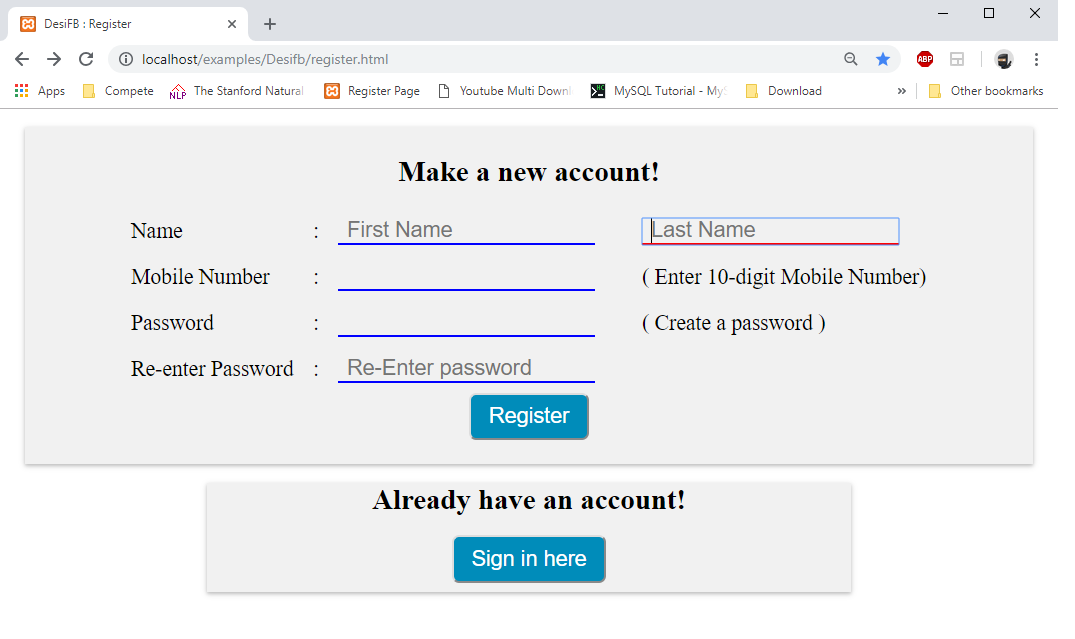 DesiFB : Register
localhost/examples/Desifb/register.html
ABP
Apps Compete NLP The Stanford Natural Register Page Youtube Multi Down MySQL Tutorial - My Download » Other bookmarks
Make a new account!
Name : First Name Last Name
Mobile Number : ( Enter 10-digit Mobile Number)
Password : ( Create a password )
Re-enter Password : Re-Enter password
Register
Already have an account!
Sign in here